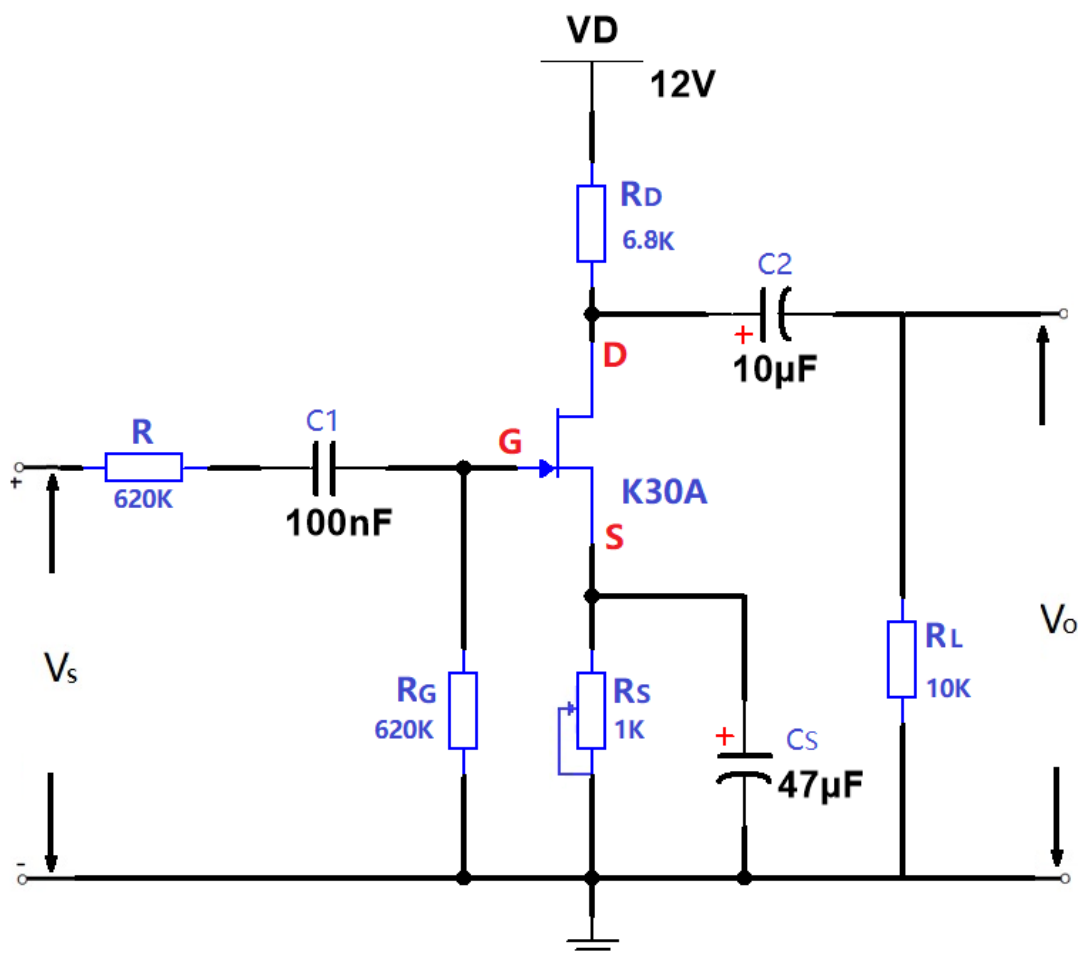 VD
12V
RD
6.8K
C2
+
10μF
D
R
620K
C1
100nF
G
K30A
S
+
-
Vs
RG
620K
RS
1K
+
CS
47μF
RL
10K
Vo